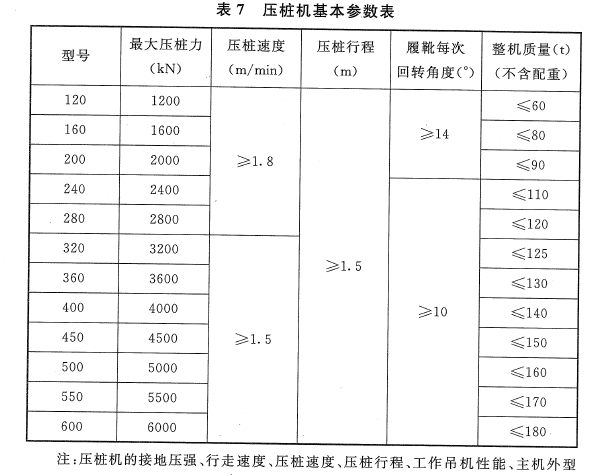 表 7 压桩机基本参数表
型号 最大压桩力(kN) 压桩速度(m/min) 压桩行程(m) 履靴每次回转角度(°) 整机质量(t)(不含配重)
120 1200 ≥1.8 ≥1.5 ≥14 ≤60
160 1600 ≤80
200 2000 ≤90
240 2400 ≥10 ≤110
280 2800 ≤120
320 3200 ≥1.5 ≤125
360 3600 ≤130
400 4000 ≤140
450 4500 ≤150
500 5000 ≤160
550 5500 ≤170
600 6000 ≤180
注:压桩机的接地压强、行走速度、压桩速度、压桩行程、工作吊机性能、主机外型